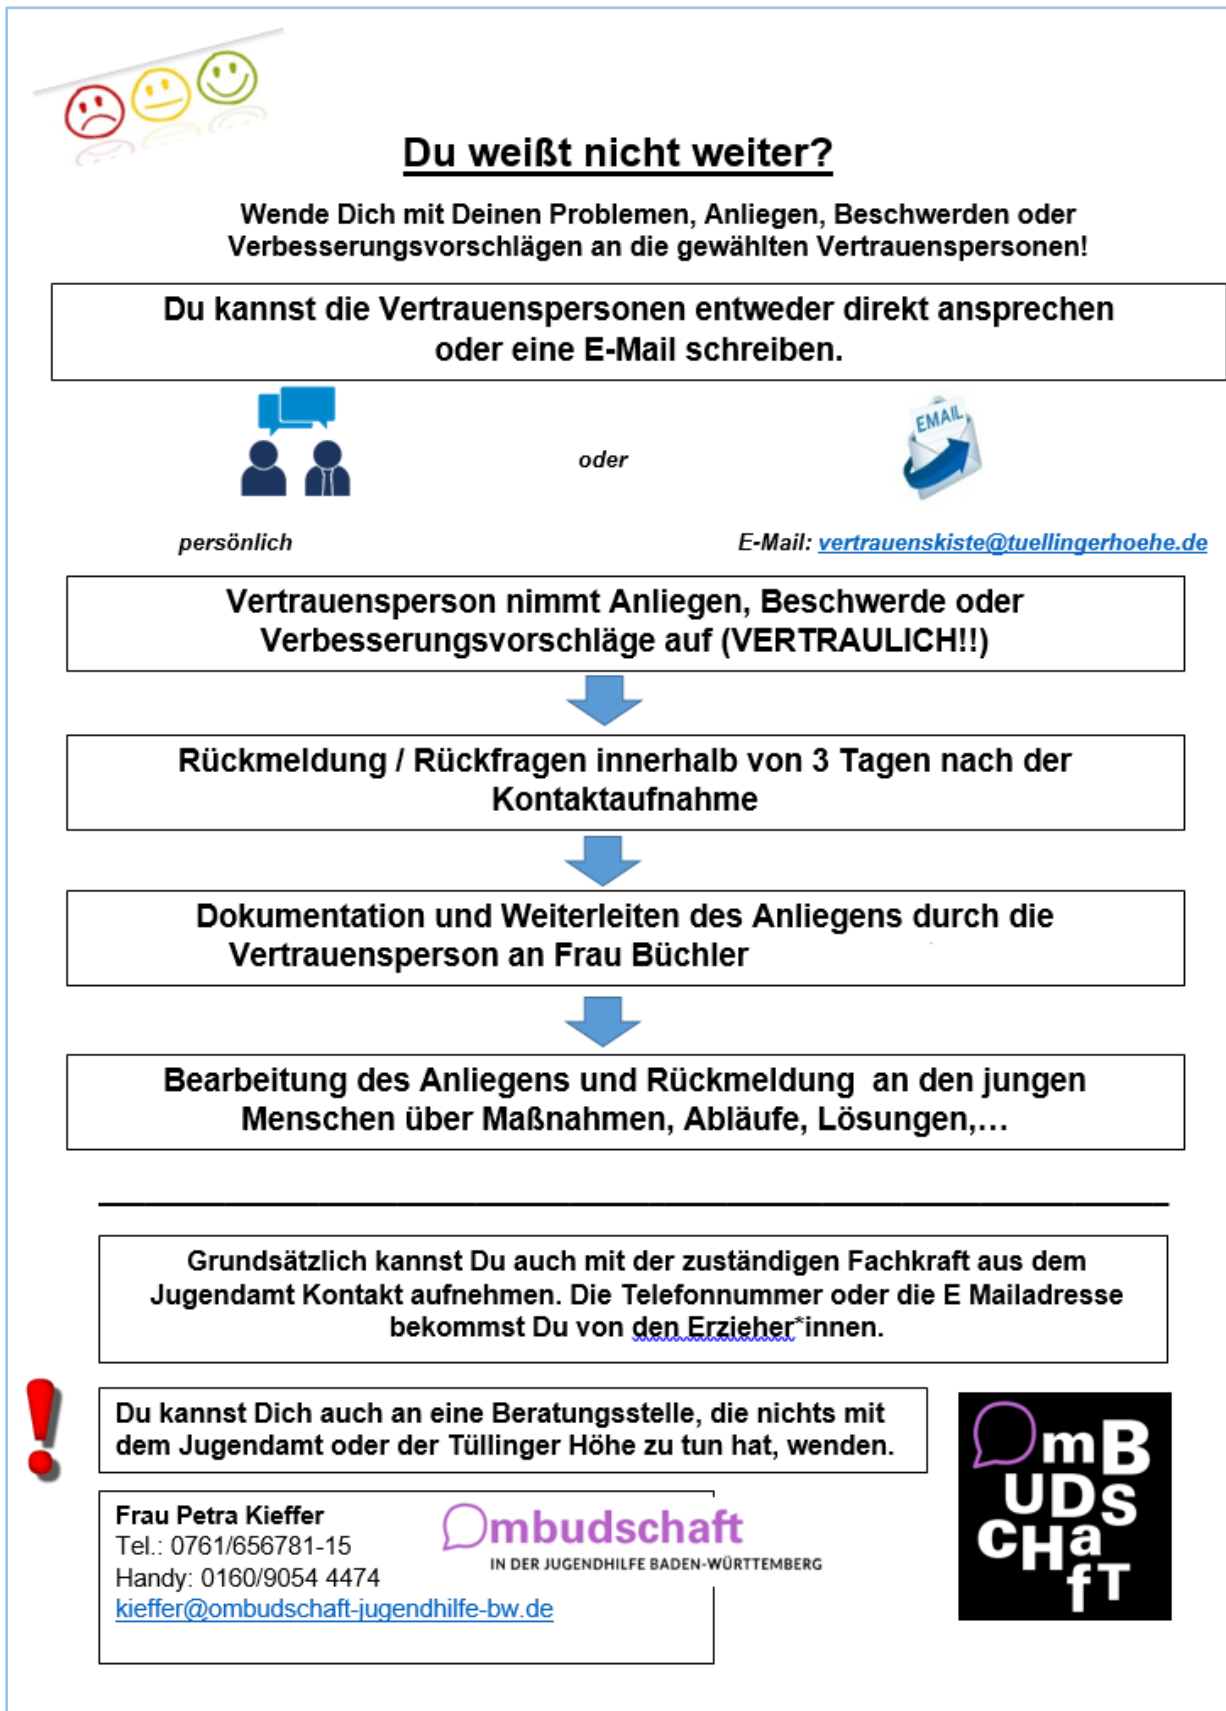 Du weißt nicht weiter?
Wende Dich mit Deinen Problemen, Anliegen, Beschwerden oder
Verbesserungsvorschlägen an die gewählten Vertrauenspersonen!
Du kannst die Vertrauenspersonen entweder direkt ansprechen
oder eine E-Mail schreiben.
EMAIL
oder
persönlich
E-Mail: vertrauenskiste@tuellingerhoehe.de
Vertrauensperson nimmt Anliegen, Beschwerde oder
Verbesserungsvorschläge auf (VERTRAULICH!!)
Rückmeldung / Rückfragen innerhalb von 3 Tagen nach der
Kontaktaufnahme
Dokumentation und Weiterleiten des Anliegens durch die
Vertrauensperson an Frau Büchler
Bearbeitung des Anliegens und Rückmeldung  an den jungen
Menschen über Maßnahmen, Abläufe, Lösungen,…
Grundsätzlich kannst Du auch mit der zuständigen Fachkraft aus dem
Jugendamt Kontakt aufnehmen. Die Telefonnummer oder die E Mailadresse
bekommst Du von den Erzieher*innen.
Du kannst Dich auch an eine Beratungsstelle, die nichts mit
dem Jugendamt oder der Tüllinger Höhe zu tun hat, wenden.
Frau Petra Kieffer
Tel.: 0761/656781-15
Handy: 0160/9054 4474
kieffer@ombudschaft-jugendhilfe-bw.de
Ombudschaft
IN DER JUGENDHILFE BADEN-WÜRTTEMBERG
OmB
UDS
CHa
fT